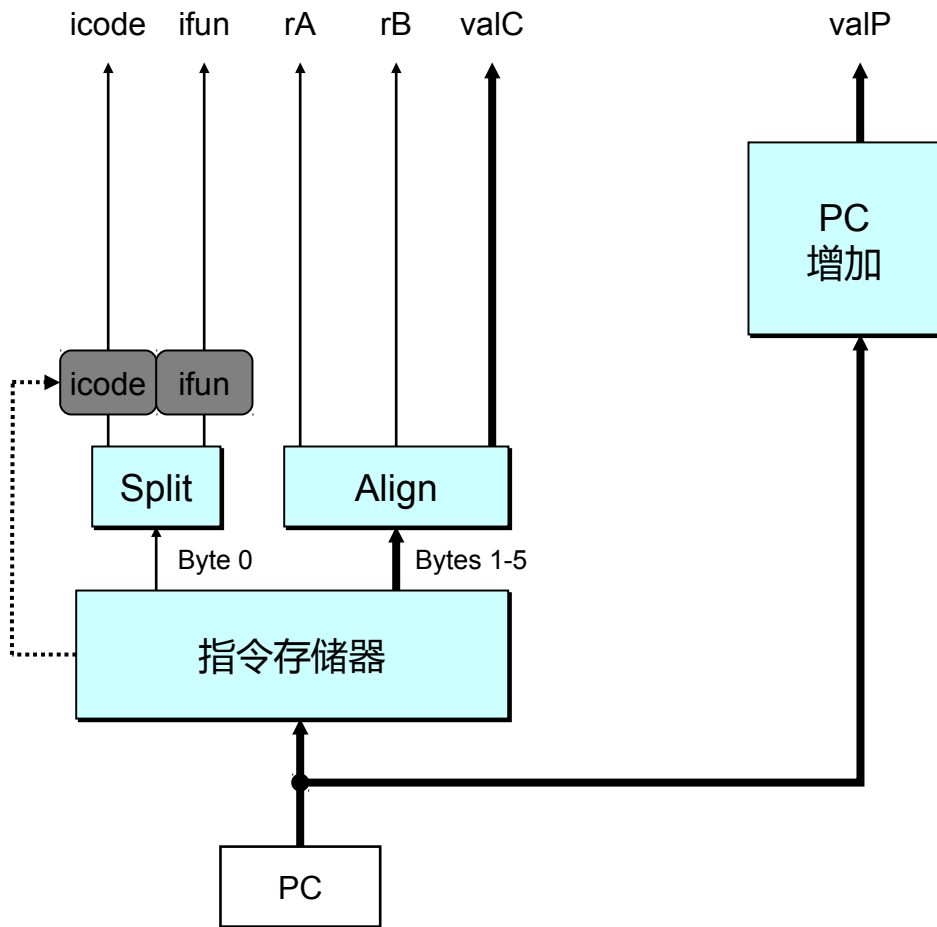 icode ifun rA rB valC valP
PC
增加
icode ifun
Split Align
Byte 0 Bytes 1-5
指令存储器
PC